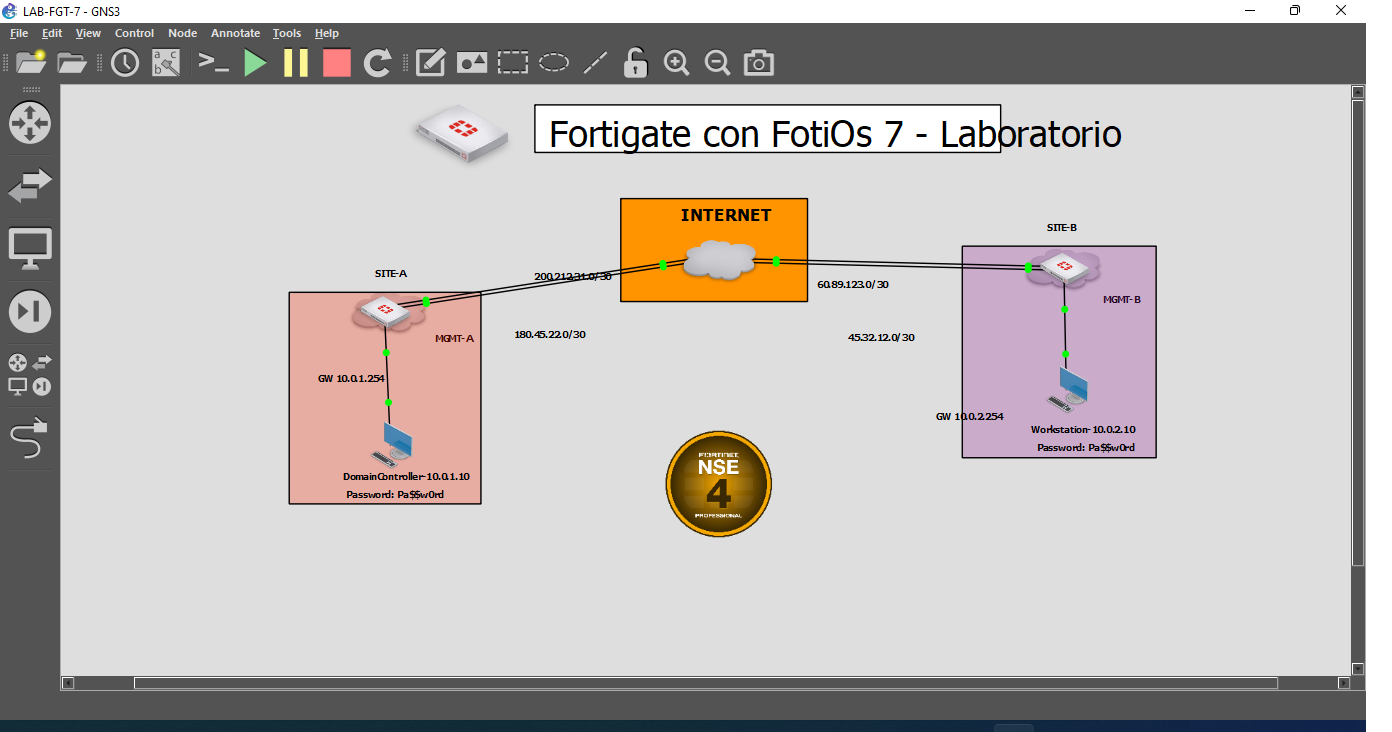 LAB-FGT-7 - GNS3
File Edit View Control Node Annotate Tools Help
Fortigate con FotiOs 7 - Laboratorio
INTERNET
SITE-B
SITE-A
200.212.31.0/30
60.89.123.0/30
MGMT-B
MGMT-A
180.45.22.0/30
45.32.12.0/30
GW 10.0.1.254
GW 10.0.2.254
Workstation-10.0.2.10
Password: Pa$$w0rd
DomainController-10.0.1.10
Password: Pa$$w0rd
FORTINET
NSE
4
PROFESSIONAL